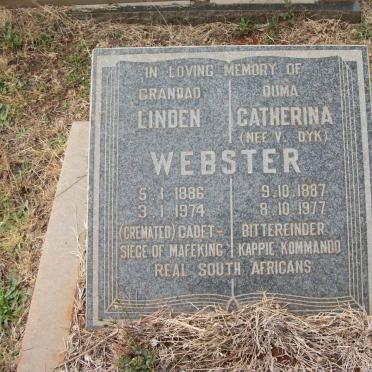 IN LOVING MEMORY OF
GRANDAD OUMA
LINDEN CATHERINA
(NEE V. DYK)
WEBSTER
5.1.1886 9.10.1887
3.1.1974 8.10.1977
(CREMATED) CADET- BITTEREINDER
SIEGE OF MAFEKING KAPPIE KOMMANDO
REAL SOUTH AFRICANS